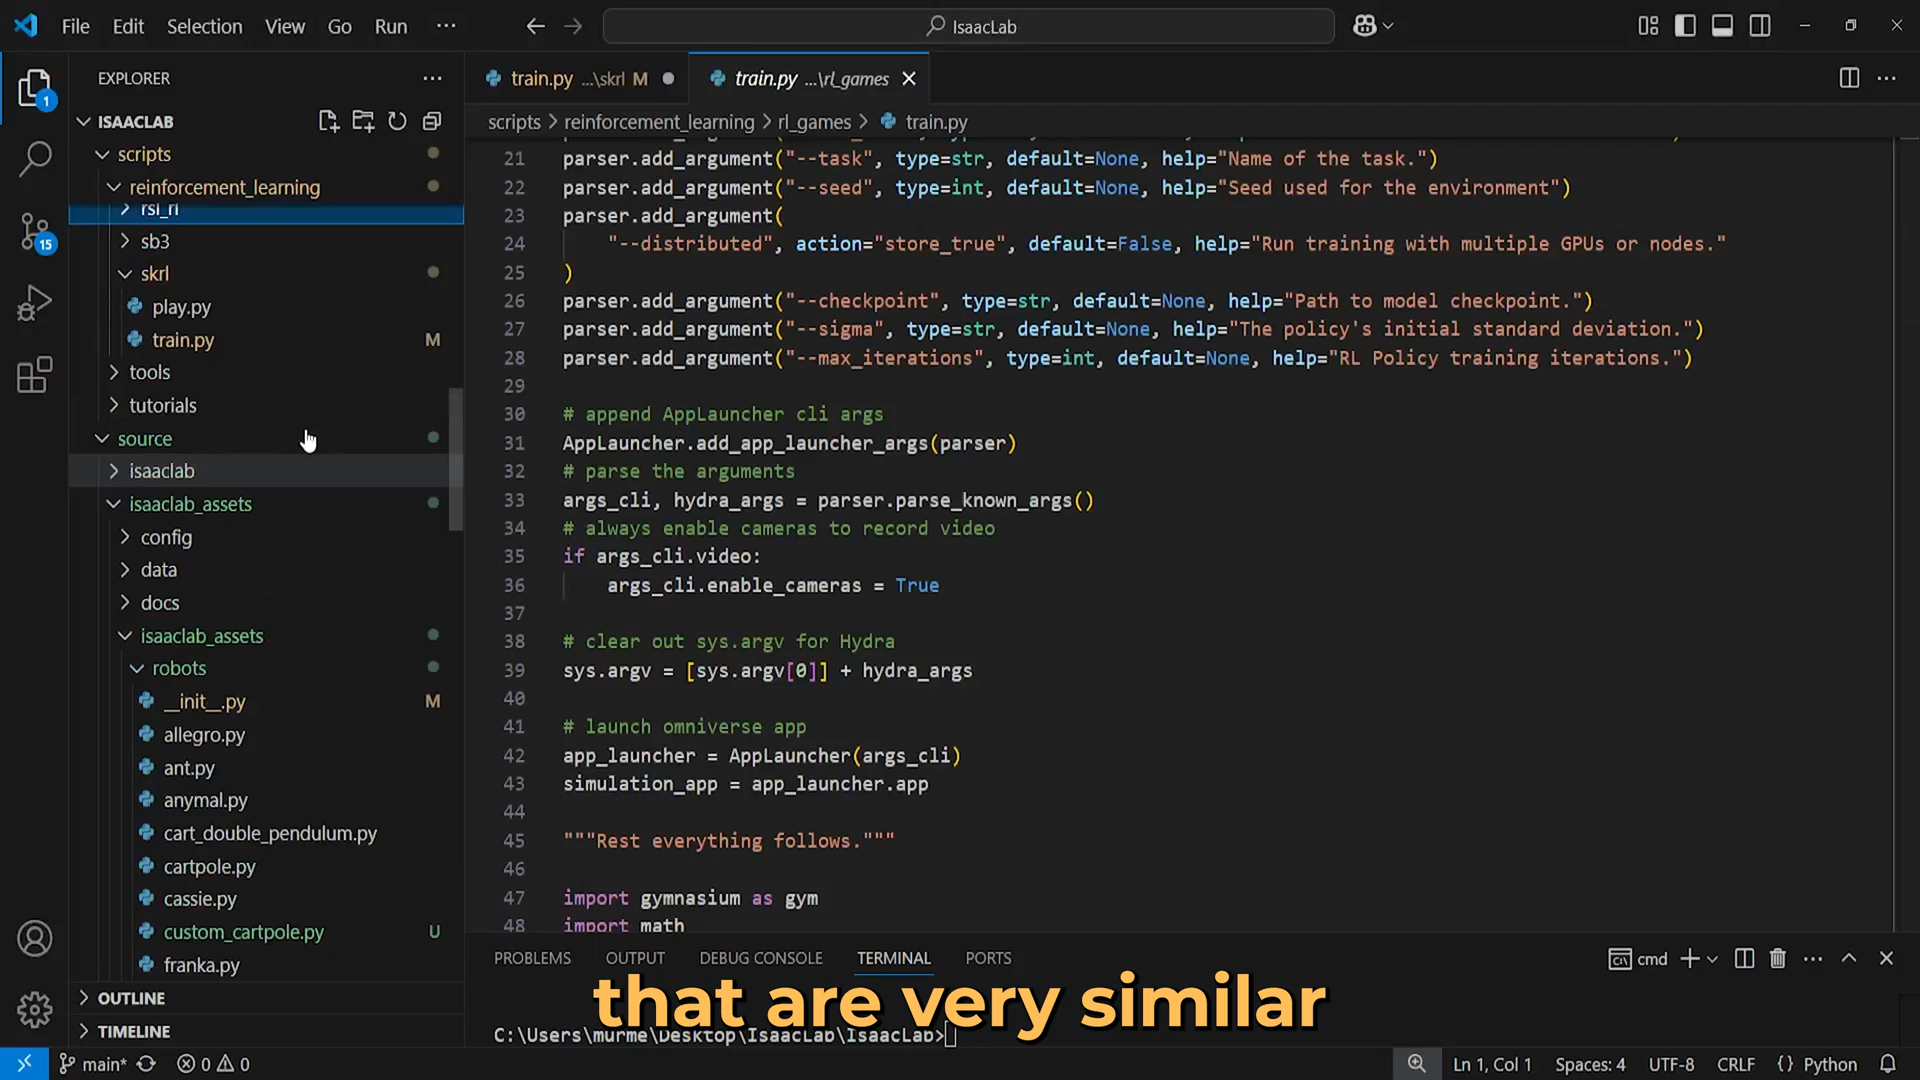 File Edit Selection View Go Run ··· IsaacLab
EXPLORER
ISAACLAB
scripts
reinforcement_learning
rsl_rl
sb3
skrl
play.py
train.py M
tools
tutorials
source
isaaclab
isaaclab_assets
config
data
docs
isaaclab_assets
robots
__init__.py M
allegro.py
ant.py
anymal.py
cart_double_pendulum.py
cartpole.py
cassie.py
custom_cartpole.py U
franka.py
OUTLINE
TIMELINE
1
15
train.py ...\skrl M train.py ...\rl_games
scripts > reinforcement_learning > rl_games > train.py
21 parser.add_argument("--task", type=str, default=None, help="Name of the task.")
22 parser.add_argument("--seed", type=int, default=None, help="Seed used for the environment")
23 parser.add_argument(
24 "--distributed", action="store_true", default=False, help="Run training with multiple GPUs or nodes."
25 )
26 parser.add_argument("--checkpoint", type=str, default=None, help="Path to model checkpoint.")
27 parser.add_argument("--sigma", type=str, default=None, help="The policy's initial standard deviation.")
28 parser.add_argument("--max_iterations", type=int, default=None, help="RL Policy training iterations.")
29
30 # append AppLauncher cli args
31 AppLauncher.add_app_launcher_args(parser)
32 # parse the arguments
33 args_cli, hydra_args = parser.parse_known_args()
34 # always enable cameras to record video
35 if args_cli.video:
36 args_cli.enable_cameras = True
37
38 # clear out sys.argv for Hydra
39 sys.argv = [sys.argv[0]] + hydra_args
40
41 # launch omniverse app
42 app_launcher = AppLauncher(args_cli)
43 simulation_app = app_launcher.app
44
45 """Rest everything follows."""
46
47 import gymnasium as gym
48 import math
PROBLEMS OUTPUT DEBUG CONSOLE TERMINAL PORTS cmd
that are very similar
C:\Users\murme\Desktop\IsaacLab\IsaacLab>
main* 0 0 Ln 1, Col 1 Spaces: 4 UTF-8 CRLF {} Python